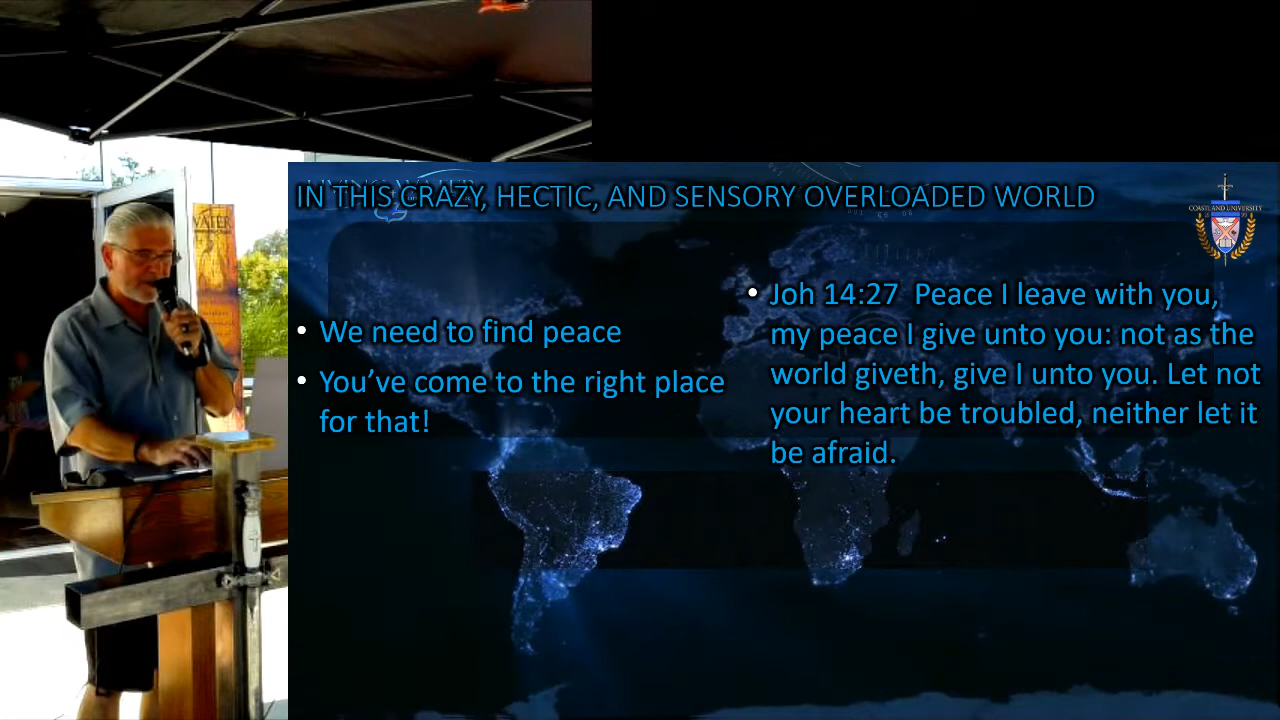 IN THIS CRAZY, HECTIC, AND SENSORY OVERLOADED WORLD
COASTLAND UNIVERSITY
• We need to find peace
• You’ve come to the right place
for that!
• Joh 14:27  Peace I leave with you,
my peace I give unto you: not as the
world giveth, give I unto you. Let not
your heart be troubled, neither let it
be afraid.